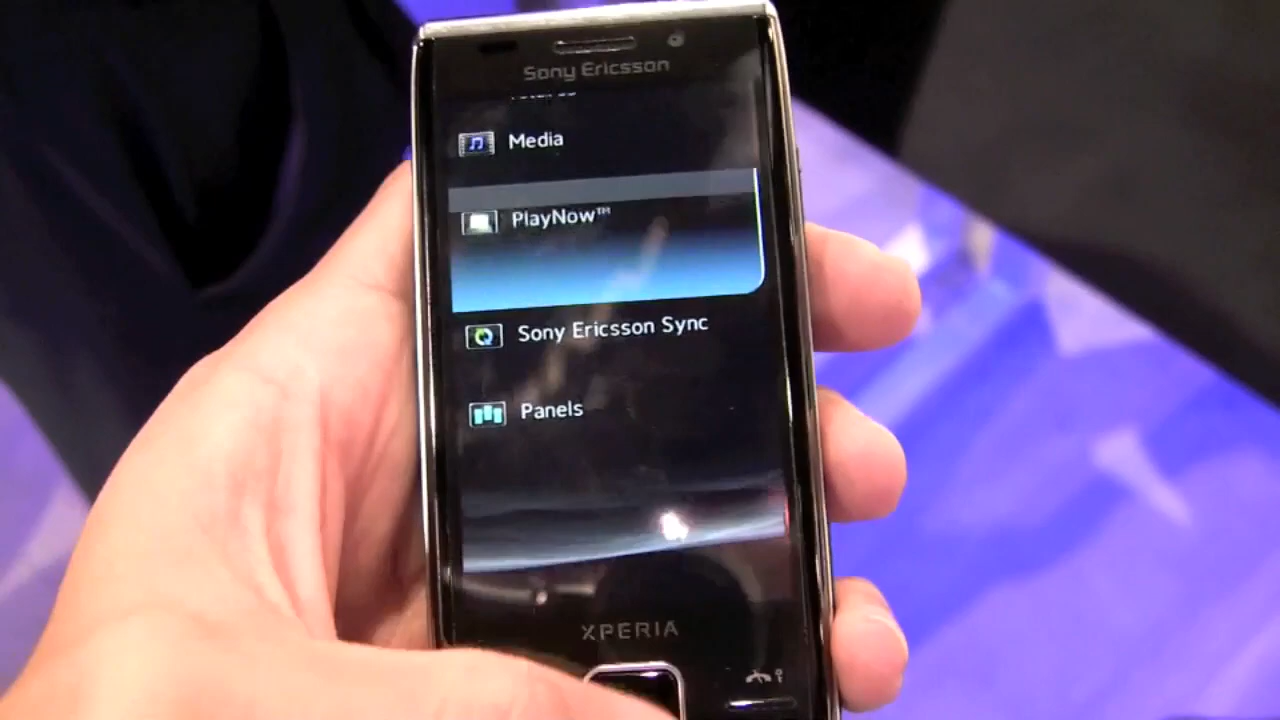 Sony Ericsson
Media
PlayNow™
Sony Ericsson Sync
Panels
XPERIA